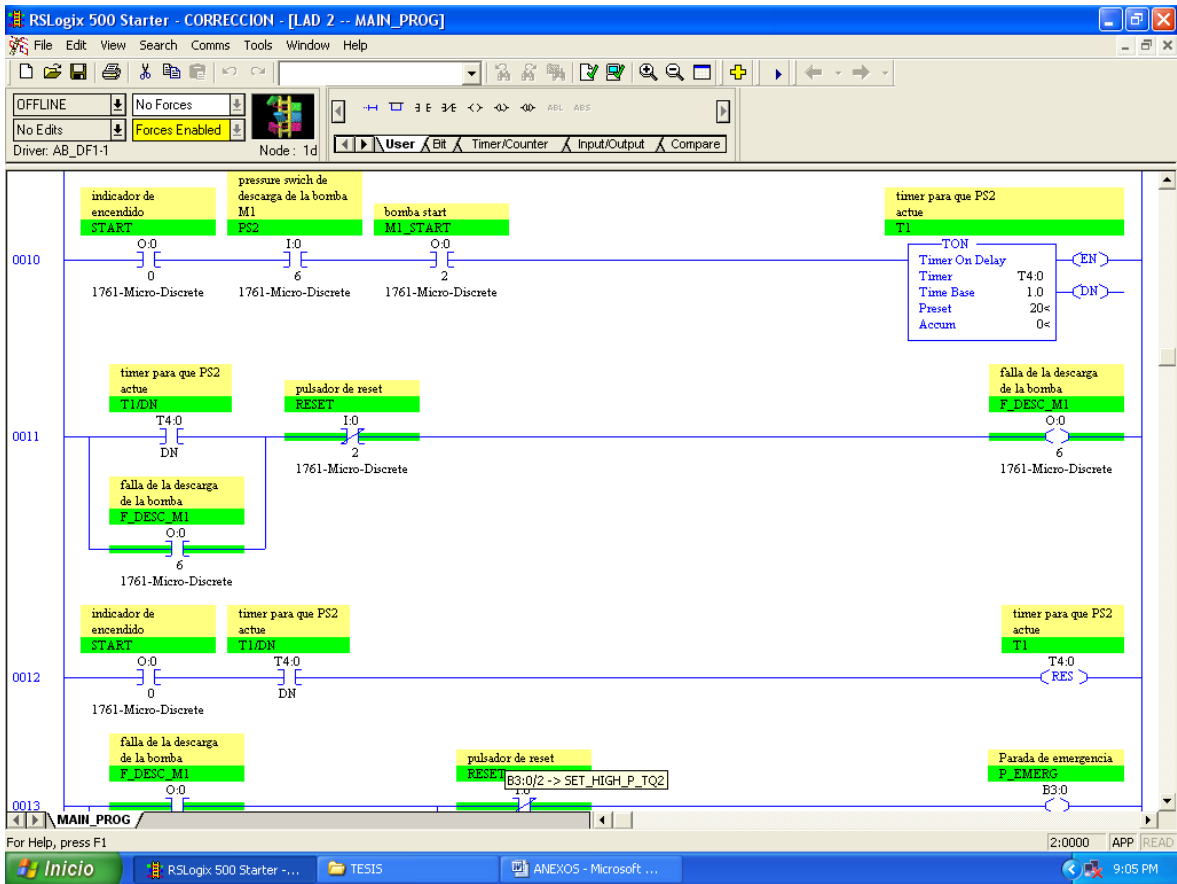 RSLogix 500 Starter - CORRECCION - [LAD 2 -- MAIN_PROG]
File Edit View Search Comms Tools Window Help
OFFLINE No Forces
No Edits Forces Enabled
Driver: AB_DF1-1 Node : 1d
ABL ABS
User Bit Timer/Counter Input/Output Compare
indicador de
encendido
START
O:0
0
1761-Micro-Discrete
pressure swich de
descarga de la bomba
M1
PS2
I:0
6
1761-Micro-Discrete
bomba start
M1_START
O:0
2
1761-Micro-Discrete
timer para que PS2
actue
T1
TON
Timer On Delay
Timer T4:0
Time Base 1.0
Preset 20<
Accum 0<
EN
DN
0010
timer para que PS2
actue
T1/DN
T4:0
DN
pulsador de reset
RESET
I:0
2
1761-Micro-Discrete
falla de la descarga
de la bomba
F_DESC_M1
O:0
6
1761-Micro-Discrete
0011
falla de la descarga
de la bomba
F_DESC_M1
O:0
6
1761-Micro-Discrete
indicador de
encendido
START
O:0
0
1761-Micro-Discrete
timer para que PS2
actue
T1/DN
T4:0
DN
timer para que PS2
actue
T1
T4:0
RES
0012
falla de la descarga
de la bomba
F_DESC_M1
O:0
pulsador de reset
RESET
B3:0/2 -> SET_HIGH_P_TQ2
Parada de emergencia
P_EMERG
B3:0
0013
MAIN_PROG
For Help, press F1
2:0000 APP READ
Inicio
RSLogix 500 Starter -...
TESIS
ANEXOS - Microsoft ...
9:05 PM